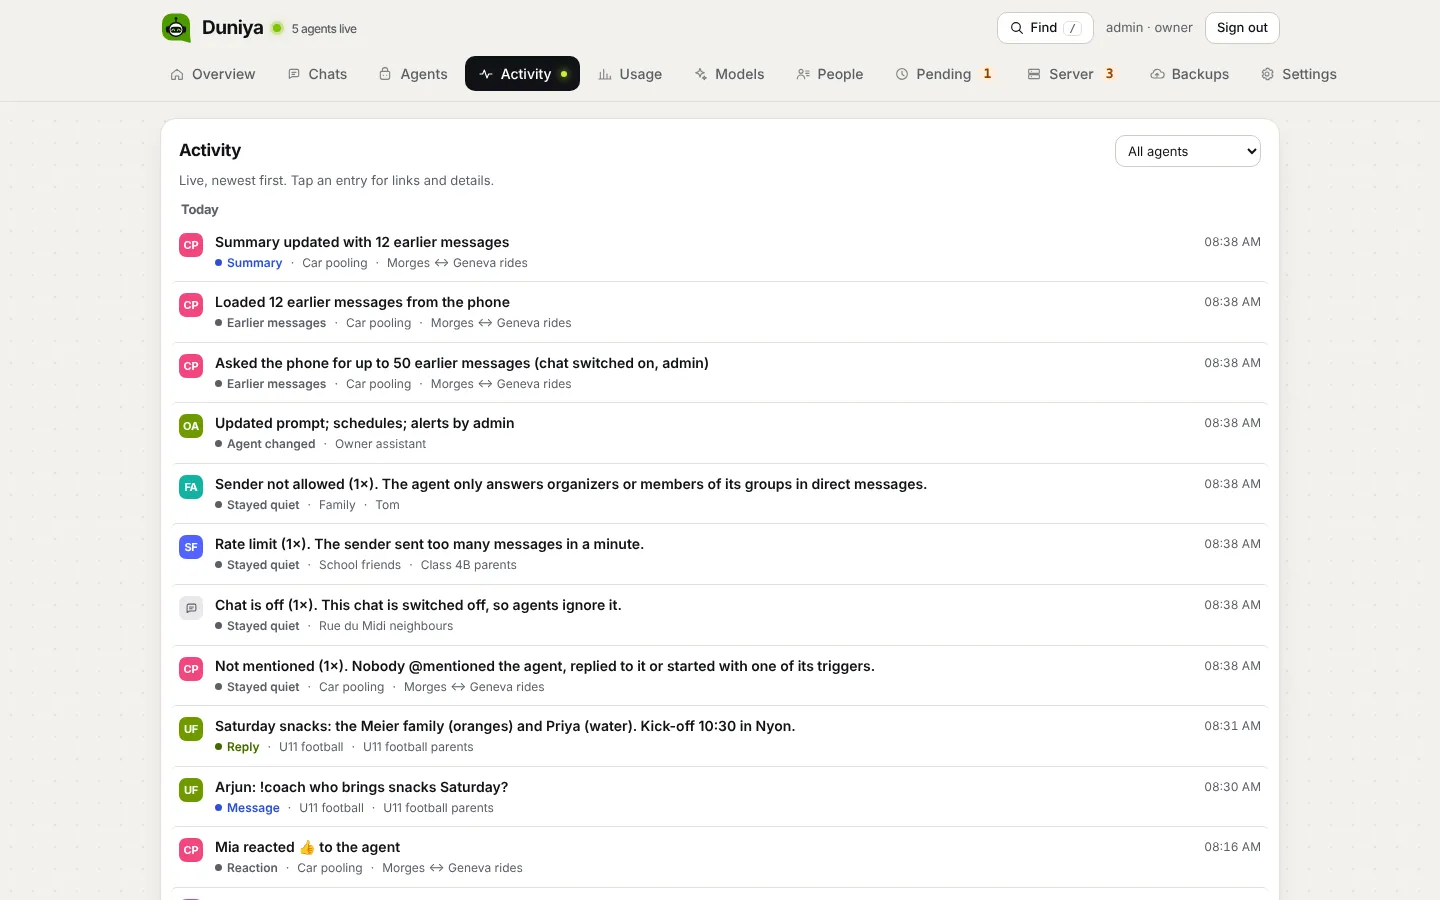 Duniya 5 agents live Find / admin · owner Sign out
Overview Chats Agents Activity Usage Models People Pending 1 Server 3 Backups Settings
Activity All agents
Live, newest first. Tap an entry for links and details.
Today
CP Summary updated with 12 earlier messages 08:38 AM
Summary · Car pooling · Morges ↔ Geneva rides
CP Loaded 12 earlier messages from the phone 08:38 AM
Earlier messages · Car pooling · Morges ↔ Geneva rides
CP Asked the phone for up to 50 earlier messages (chat switched on, admin) 08:38 AM
Earlier messages · Car pooling · Morges ↔ Geneva rides
OA Updated prompt; schedules; alerts by admin 08:38 AM
Agent changed · Owner assistant
FA Sender not allowed (1×). The agent only answers organizers or members of its groups in direct messages. 08:38 AM
Stayed quiet · Family · Tom
SF Rate limit (1×). The sender sent too many messages in a minute. 08:38 AM
Stayed quiet · School friends · Class 4B parents
Chat is off (1×). This chat is switched off, so agents ignore it. 08:38 AM
Stayed quiet · Rue du Midi neighbours
CP Not mentioned (1×). Nobody @mentioned the agent, replied to it or started with one of its triggers. 08:38 AM
Stayed quiet · Car pooling · Morges ↔ Geneva rides
UF Saturday snacks: the Meier family (oranges) and Priya (water). Kick-off 10:30 in Nyon. 08:31 AM
Reply · U11 football · U11 football parents
UF Arjun: !coach who brings snacks Saturday? 08:30 AM
Message · U11 football · U11 football parents
CP Mia reacted 👍 to the agent 08:16 AM
Reaction · Car pooling · Morges ↔ Geneva rides